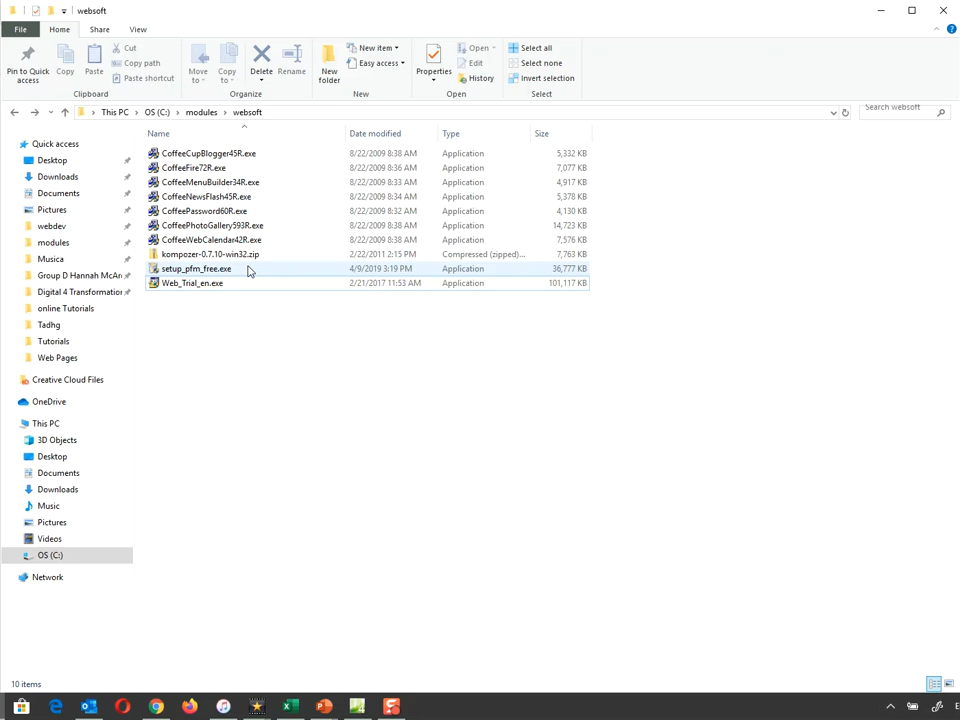 websoft
File Home Share View
Pin to Quick access
Copy
Paste
Cut
Copy path
Paste shortcut
Clipboard
Move to
Copy to
Delete
Rename
Organize
New folder
New item
Easy access
New
Properties
Open
Edit
History
Open
Select all
Select none
Invert selection
Select
This PC > OS (C:) > modules > websoft
Search websoft
Name Date modified Type Size
CoffeeCupBlogger45R.exe 8/22/2009 8:38 AM Application 5,332 KB
CoffeeFire72R.exe 8/22/2009 8:36 AM Application 7,077 KB
CoffeeMenuBuilder34R.exe 8/22/2009 8:33 AM Application 4,917 KB
CoffeeNewsFlash45R.exe 8/22/2009 8:34 AM Application 5,378 KB
CoffeePassword60R.exe 8/22/2009 8:32 AM Application 4,130 KB
CoffeePhotoGallery593R.exe 8/22/2009 8:38 AM Application 14,723 KB
CoffeeWebCalendar42R.exe 8/22/2009 8:38 AM Application 7,576 KB
kompozer-0.7.10-win32.zip 2/22/2011 2:15 PM Compressed (zipped)... 7,763 KB
setup_pfm_free.exe 4/9/2019 3:19 PM Application 36,777 KB
Web_Trial_en.exe 2/21/2017 11:53 AM Application 101,117 KB
Quick access
Desktop
Downloads
Documents
Pictures
webdev
modules
Musica
Group D Hannah McAr
Digital 4 Transformation
online Tutorials
Tadhg
Tutorials
Web Pages
Creative Cloud Files
OneDrive
This PC
3D Objects
Desktop
Documents
Downloads
Music
Pictures
Videos
OS (C:)
Network
10 items